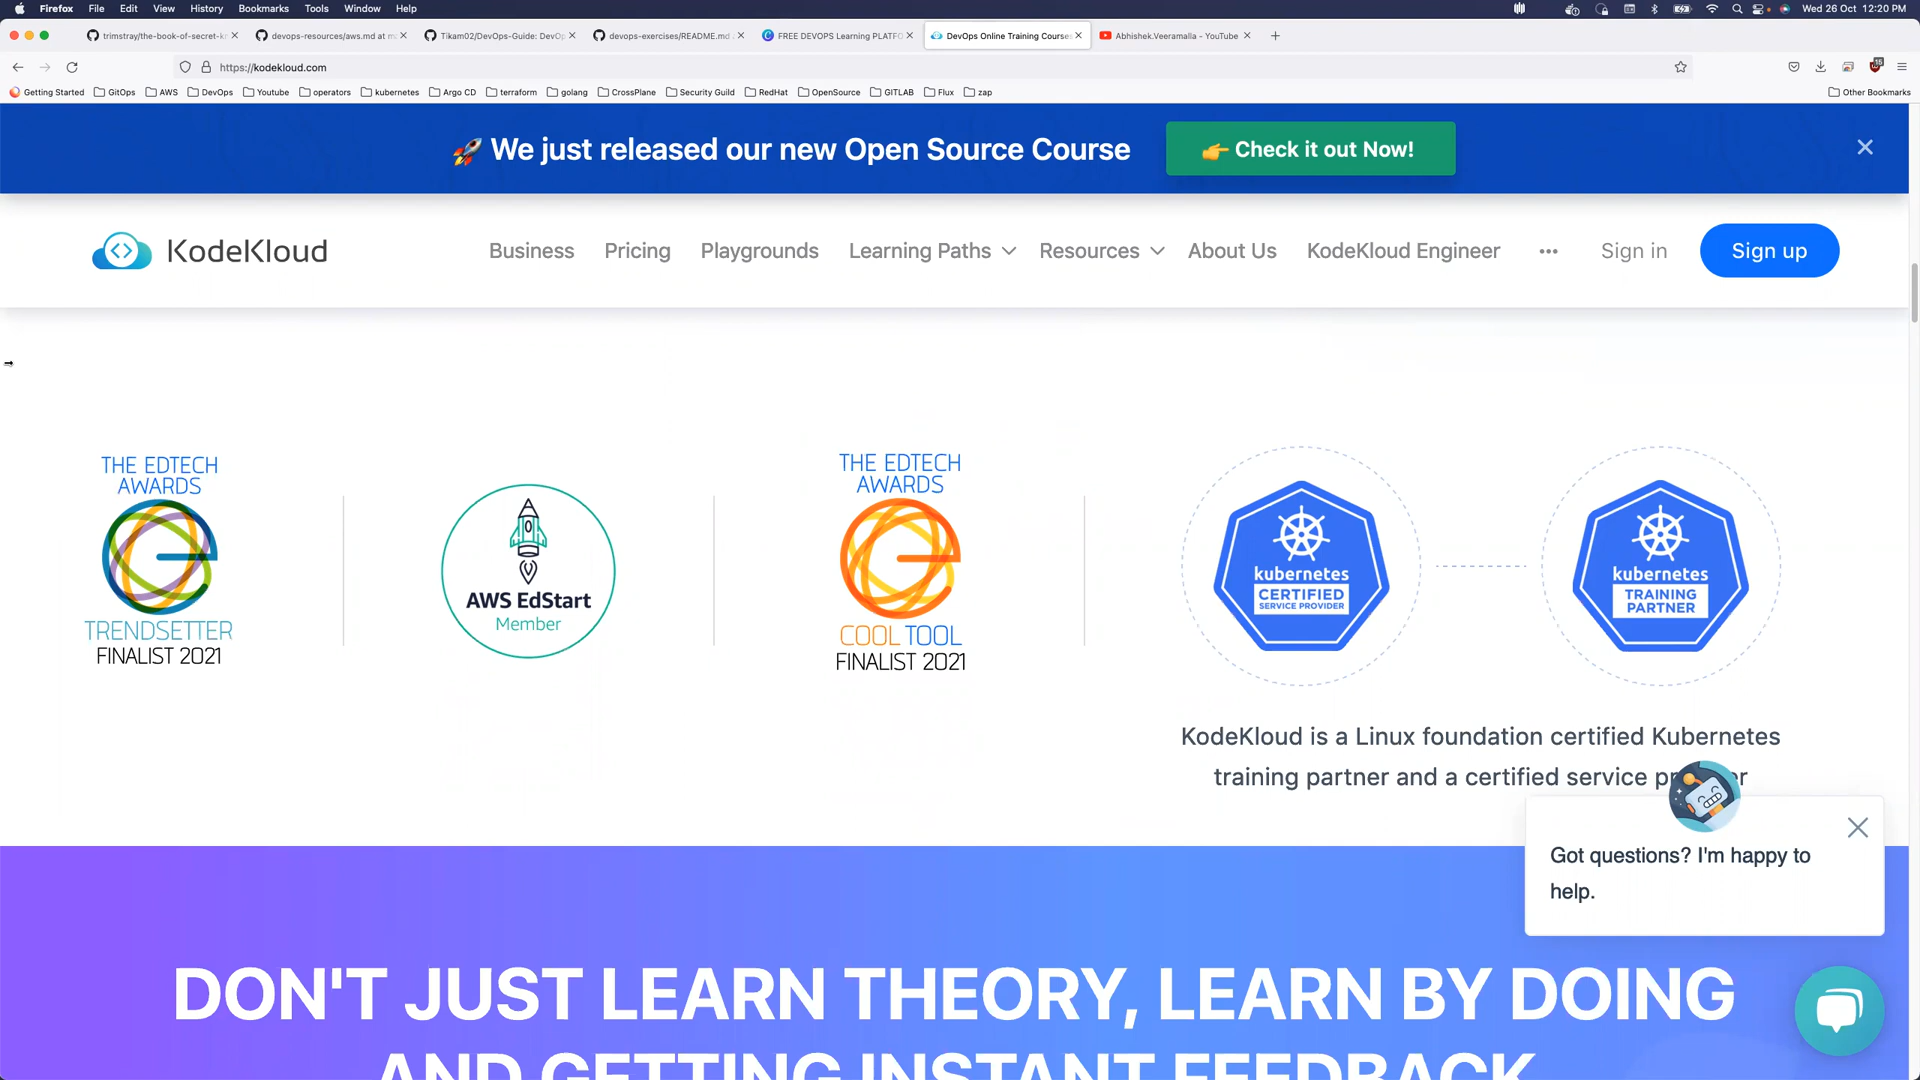 Firefox File Edit View History Bookmarks Tools Window Help Wed 26 Oct 12:20 PM
trimstray/the-book-of-secret-kn devops-resources/aws.md at m Tikam02/DevOps-Guide: DevOp devops-exercises/README.md FREE DEVOPS Learning PLATFO DevOps Online Training Course Abhishek.Veeramalla - YouTube
https://kodekloud.com
Getting Started GitOps AWS DevOps Youtube operators kubernetes Argo CD terraform golang CrossPlane Security Guild RedHat OpenSource GITLAB Flux zap Other Bookmarks
We just released our new Open Source Course Check it out Now!
KodeKloud Business Pricing Playgrounds Learning Paths Resources About Us KodeKloud Engineer ... Sign in Sign up
THE EDTECH
AWARDS
TRENDSETTER
FINALIST 2021
AWS EdStart
Member
THE EDTECH
AWARDS
COOL TOOL
FINALIST 2021
kubernetes
CERTIFIED
SERVICE PROVIDER
kubernetes
TRAINING
PARTNER
KodeKloud is a Linux foundation certified Kubernetes
training partner and a certified service
Got questions? I'm happy to
help.
DON'T JUST LEARN THEORY, LEARN BY DOING
AND GETTING INSTANT FEEDBACK